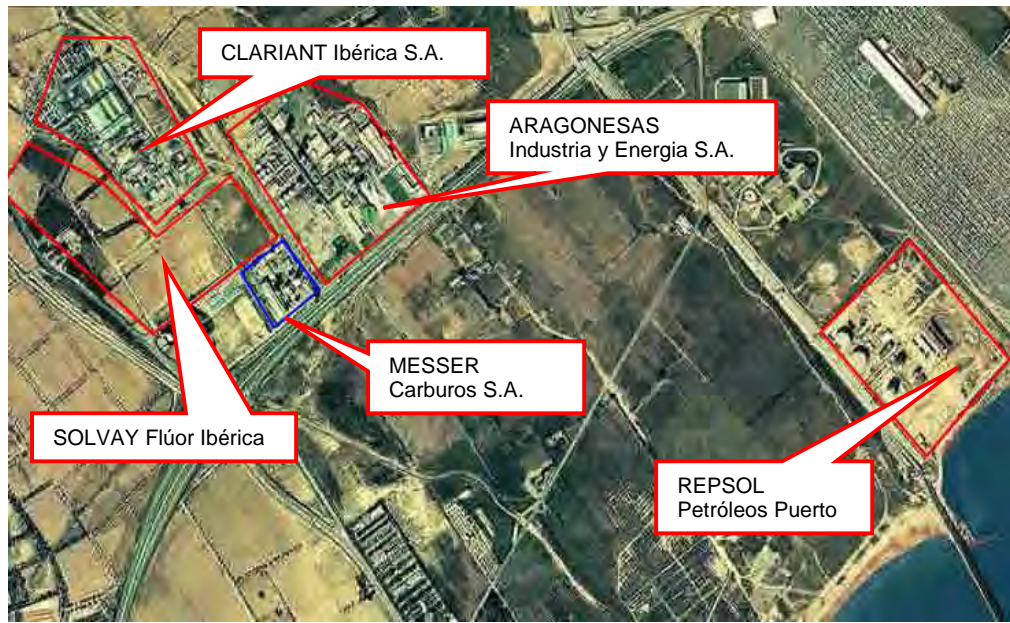 CLARIANT Ibérica S.A.
ARAGONESAS
Industria y Energia S.A.
MESSER
Carburos S.A.
SOLVAY Flúor Ibérica
REPSOL
Petróleos Puerto